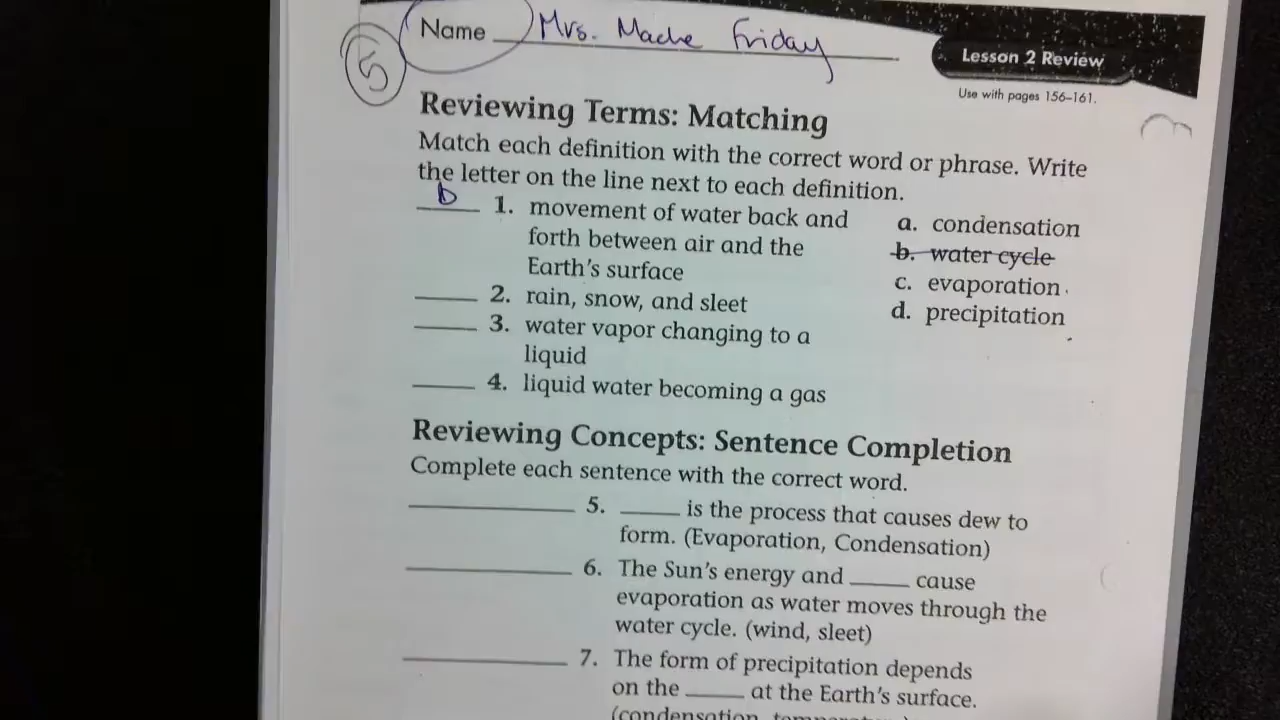 Name Mrs. Mache Friday
5
Lesson 2 Review
Use with pages 156–161.
Reviewing Terms: Matching
Match each definition with the correct word or phrase. Write
the letter on the line next to each definition.
b 1. movement of water back and
forth between air and the
Earth's surface
2. rain, snow, and sleet
3. water vapor changing to a
liquid
4. liquid water becoming a gas
a. condensation
b. water cycle
c. evaporation
d. precipitation
Reviewing Concepts: Sentence Completion
Complete each sentence with the correct word.
5. ____ is the process that causes dew to
form. (Evaporation, Condensation)
6. The Sun's energy and ____ cause
evaporation as water moves through the
water cycle. (wind, sleet)
7. The form of precipitation depends
on the ____ at the Earth's surface.
(condensation, temperature)